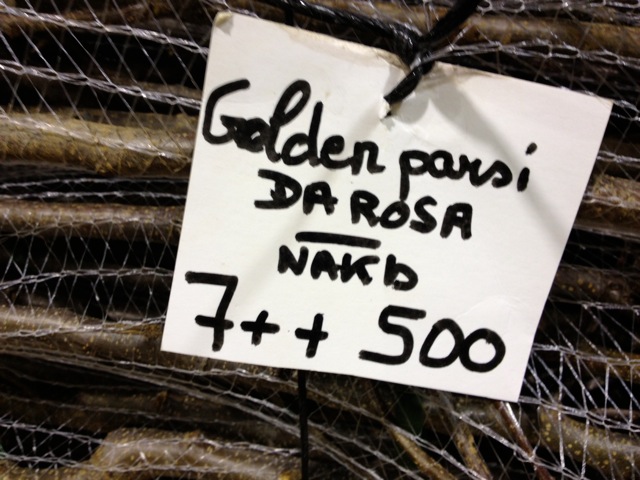 Golden parsi
DA ROSA
NAKD
7++ 500